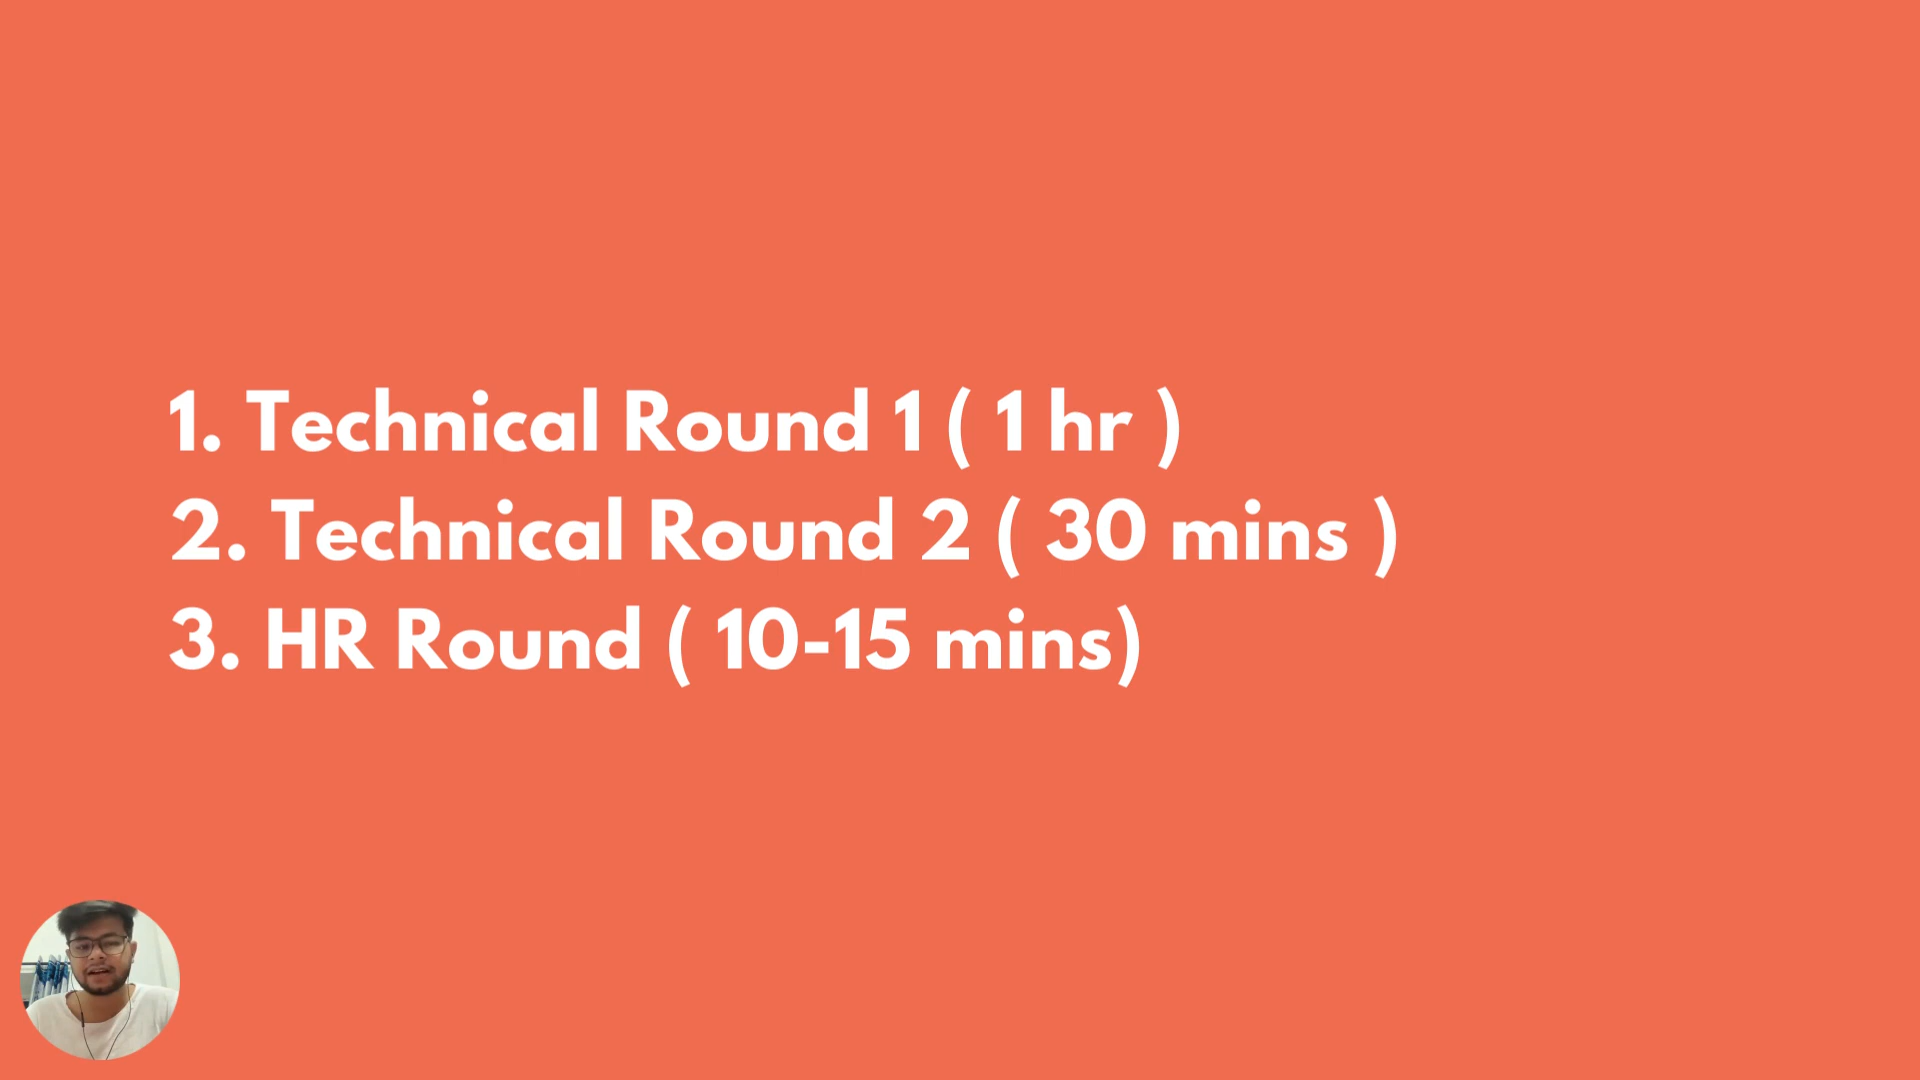 1. Technical Round 1 ( 1 hr )
2. Technical Round 2 ( 30 mins )
3. HR Round ( 10-15 mins)